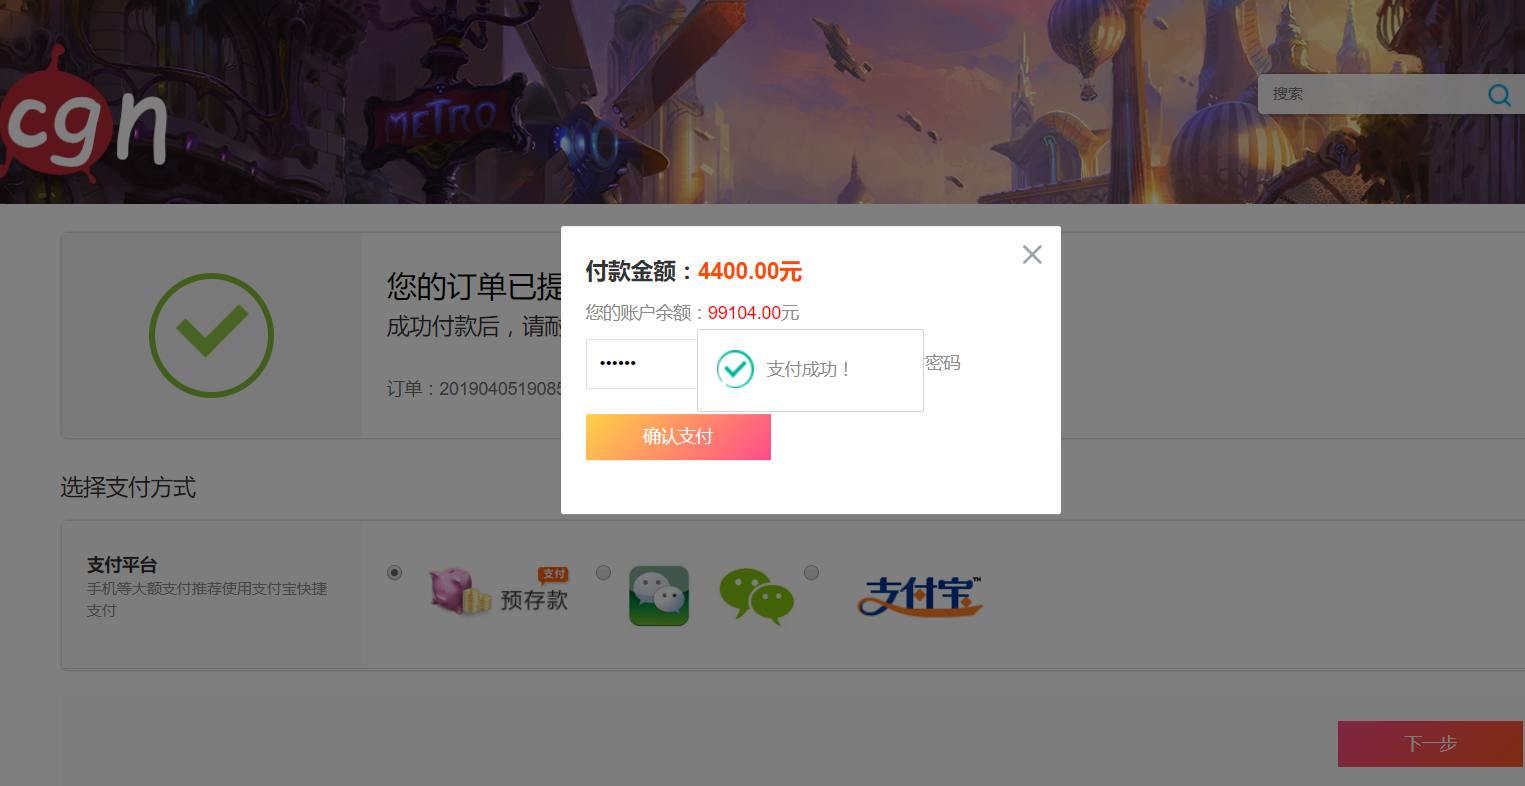 cgn
METRO
搜索
付款金额：4400.00元
您的账户余额：99104.00元
••••••
支付成功！
密码
确认支付
您的订单已提
成功付款后，请耐
订单：2019040519085
选择支付方式
支付平台
手机等大额支付推荐使用支付宝快捷
支付
支付
预存款
支付宝™
下一步